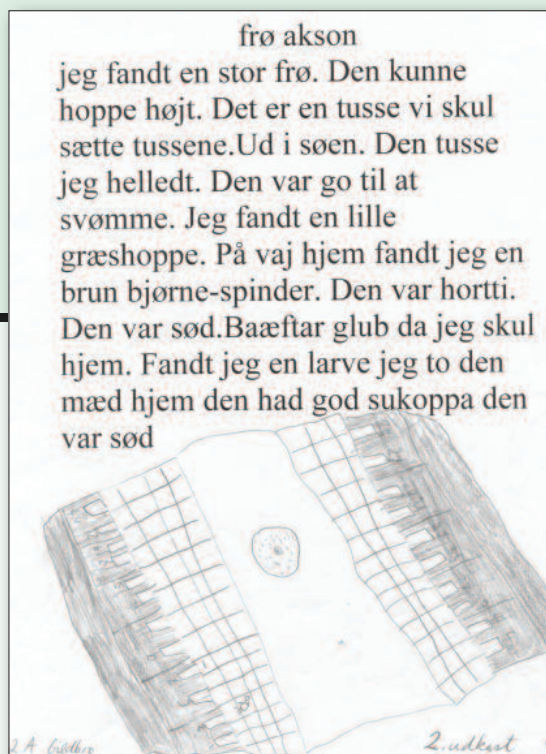 frø akson
jeg fandt en stor frø. Den kunne
hoppe højt. Det er en tusse vi skul
sætte tussene.Ud i søen. Den tusse
jeg helledt. Den var go til at
svømme. Jeg fandt en lille
græshoppe. På vaj hjem fandt jeg en
brun bjørne-spinder. Den var hortti.
Den var sød.Baæftar glub da jeg skul
hjem. Fandt jeg en larve jeg to den
mæd hjem den had god sukoppa den
var sød
2.A 2.udkast